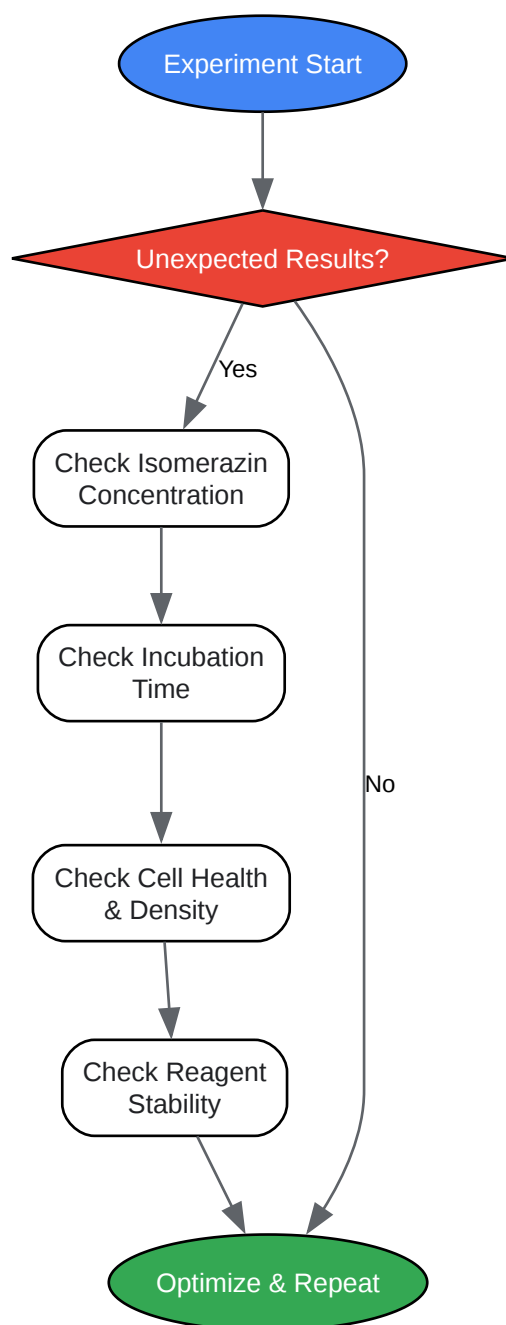 Experiment Start
Unexpected Results?
Yes
Check Isomerazin
Concentration
Check Incubation
Time
No
Check Cell Health
& Density
Check Reagent
Stability
Optimize & Repeat